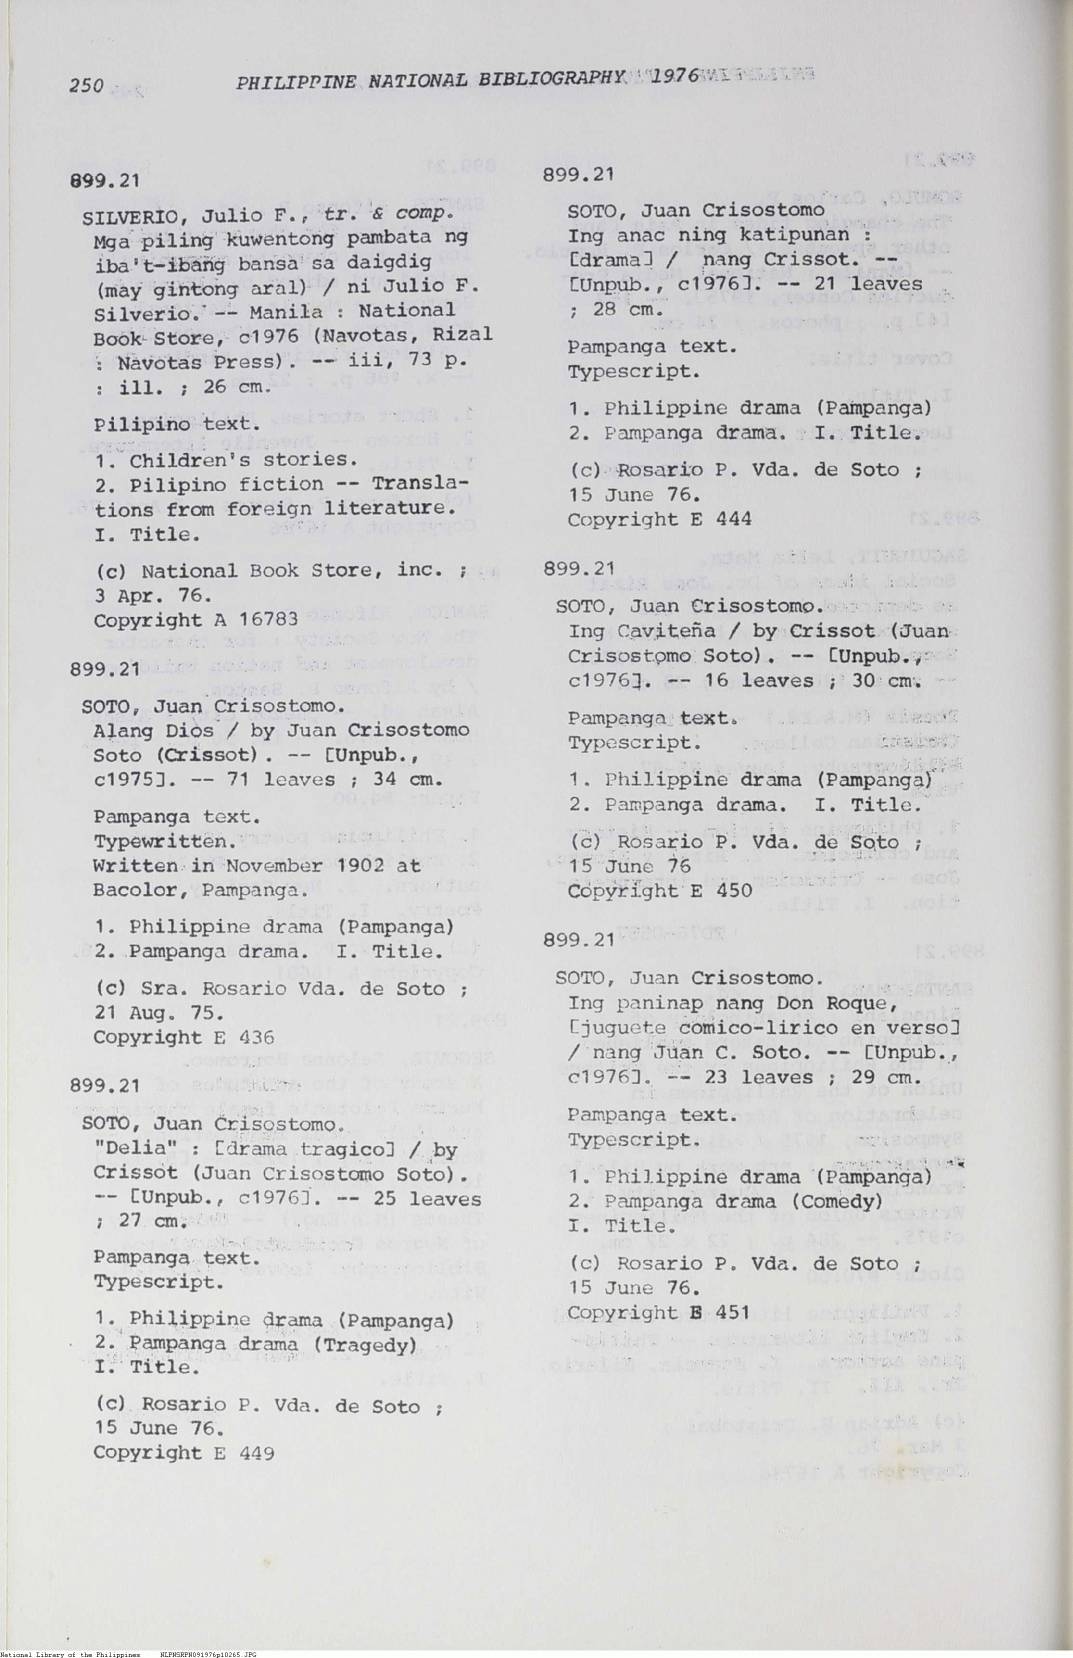 250
PHILIPPINE NATIONAL BIBLIOGRAPHY 1976
899.21
SILVERIO, Julio F., tr. & comp.
Mga piling kuwentong pambata ng
iba't-ibang bansa sa daigdig
(may gintong aral) / ni Julio F.
Silverio. -- Manila : National
Book Store, c1976 (Navotas, Rizal
: Navotas Press). -- iii, 73 p.
: ill. ; 26 cm.
Pilipino text.
1. Children's stories.
2. Pilipino fiction -- Transla-
tions from foreign literature.
I. Title.
(c) National Book Store, inc. ;
3 Apr. 76.
Copyright A 16783
899.21
SOTO, Juan Crisostomo.
Alang Dios / by Juan Crisostomo
Soto (Crissot). -- [Unpub.,
c1975]. -- 71 leaves ; 34 cm.
Pampanga text.
Typewritten.
Written in November 1902 at
Bacolor, Pampanga.
1. Philippine drama (Pampanga)
2. Pampanga drama. I. Title.
(c) Sra. Rosario Vda. de Soto ;
21 Aug. 75.
Copyright E 436
899.21
SOTO, Juan Crisostomo.
"Delia" : [drama tragico] / by
Crissot (Juan Crisostomo Soto).
-- [Unpub., c1976]. -- 25 leaves
; 27 cm.
Pampanga text.
Typescript.
1. Philippine drama (Pampanga)
2. Pampanga drama (Tragedy)
I. Title.
(c) Rosario P. Vda. de Soto ;
15 June 76.
Copyright E 449
899.21
SOTO, Juan Crisostomo
Ing anac ning katipunan :
[drama] / nang Crissot. --
[Unpub., c1976]. -- 21 leaves
; 28 cm.
Pampanga text.
Typescript.
1. Philippine drama (Pampanga)
2. Pampanga drama. I. Title.
(c) Rosario P. Vda. de Soto ;
15 June 76.
Copyright E 444
899.21
SOTO, Juan Crisostomo.
Ing Caviteña / by Crissot (Juan
Crisostomo Soto). -- [Unpub.,
c1976]. -- 16 leaves ; 30 cm.
Pampanga text.
Typescript.
1. Philippine drama (Pampanga)
2. Pampanga drama. I. Title.
(c) Rosario P. Vda. de Soto ;
15 June 76
Copyright E 450
899.21
SOTO, Juan Crisostomo.
Ing paninap nang Don Roque,
[juguete comico-lirico en verso]
/ nang Juan C. Soto. -- [Unpub.,
c1976]. -- 23 leaves ; 29 cm.
Pampanga text.
Typescript.
1. Philippine drama (Pampanga)
2. Pampanga drama (Comedy)
I. Title.
(c) Rosario P. Vda. de Soto ;
15 June 76.
Copyright E 451
National Library of the Philippines NLPNSRPN091976p10265.JPG